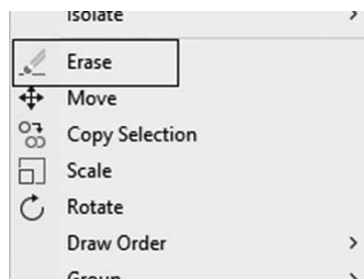 Isolate
Erase
Move
Copy Selection
Scale
Rotate
Draw Order
Group